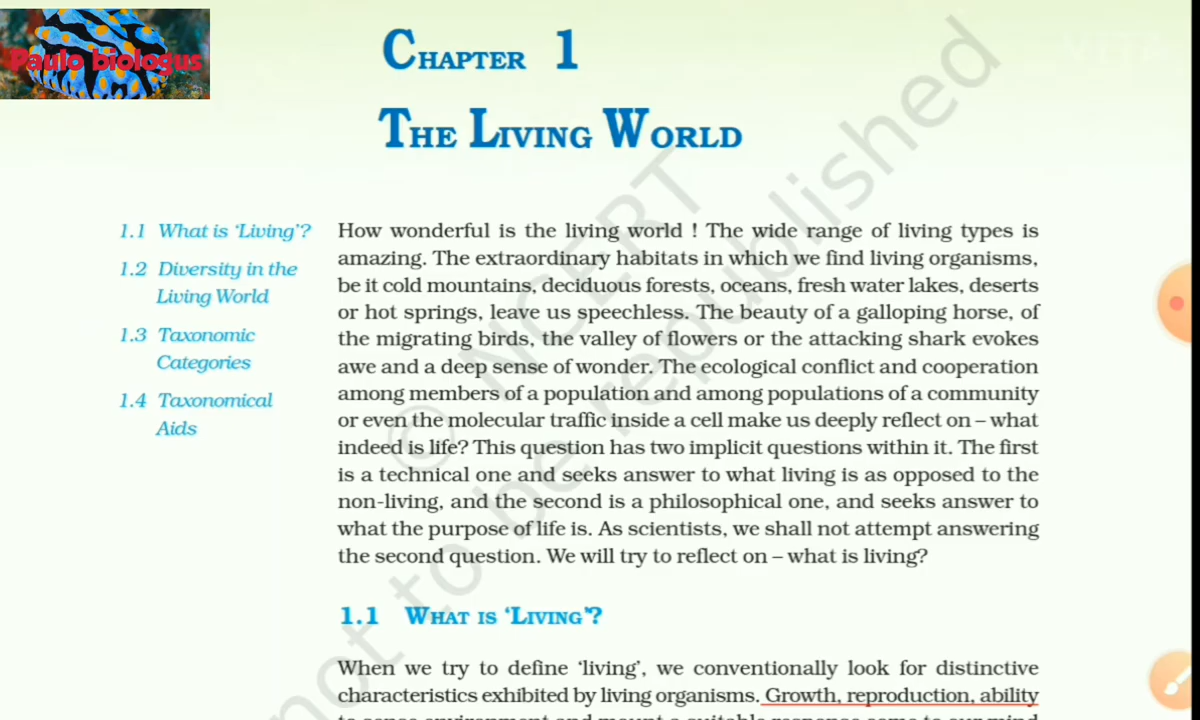 Paulo biologus
CHAPTER 1
THE LIVING WORLD
1.1 What is ‘Living’?
1.2 Diversity in the
Living World
1.3 Taxonomic
Categories
1.4 Taxonomical
Aids
How wonderful is the living world ! The wide range of living types is
amazing. The extraordinary habitats in which we find living organisms,
be it cold mountains, deciduous forests, oceans, fresh water lakes, deserts
or hot springs, leave us speechless. The beauty of a galloping horse, of
the migrating birds, the valley of flowers or the attacking shark evokes
awe and a deep sense of wonder. The ecological conflict and cooperation
among members of a population and among populations of a community
or even the molecular traffic inside a cell make us deeply reflect on – what
indeed is life? This question has two implicit questions within it. The first
is a technical one and seeks answer to what living is as opposed to the
non-living, and the second is a philosophical one, and seeks answer to
what the purpose of life is. As scientists, we shall not attempt answering
the second question. We will try to reflect on – what is living?
1.1 WHAT IS ‘LIVING’?
When we try to define ‘living’, we conventionally look for distinctive
characteristics exhibited by living organisms. Growth, reproduction, ability
© NCERT
not to be republished